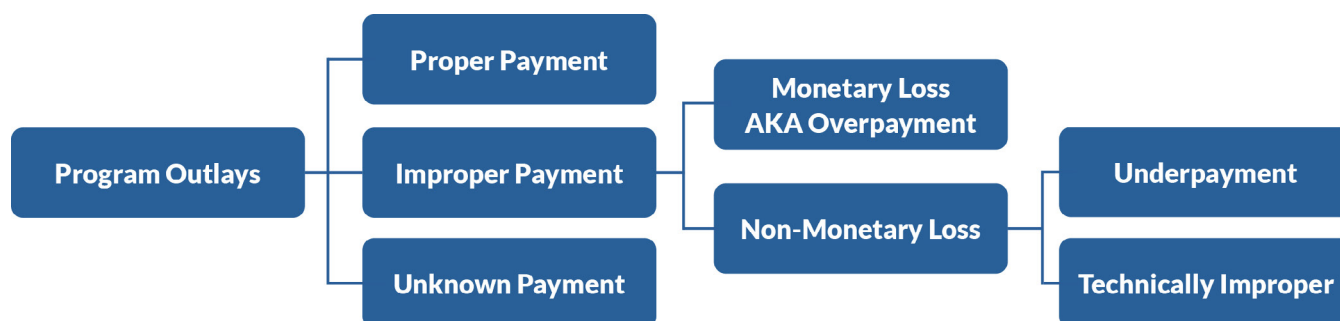 Program Outlays
Proper Payment
Improper Payment
Unknown Payment
Monetary Loss
AKA Overpayment
Non-Monetary Loss
Underpayment
Technically Improper